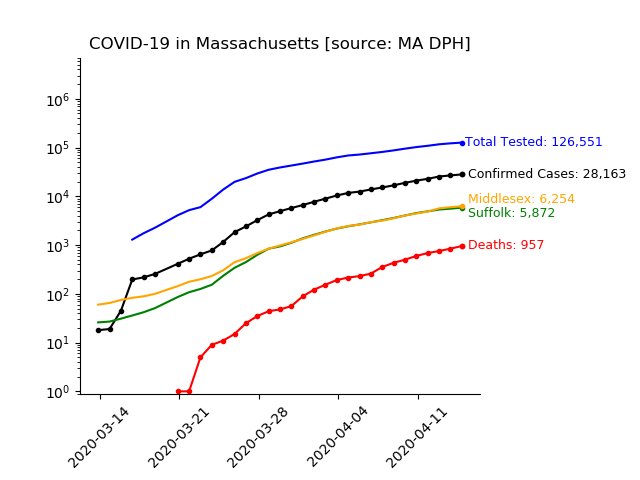 COVID-19 in Massachusetts [source: MA DPH]
10^6
10^5
10^4
10^3
10^2
10^1
10^0
Total Tested: 126,551
Confirmed Cases: 28,163
Middlesex: 6,254
Suffolk: 5,872
Deaths: 957
2020-03-14
2020-03-21
2020-03-28
2020-04-04
2020-04-11